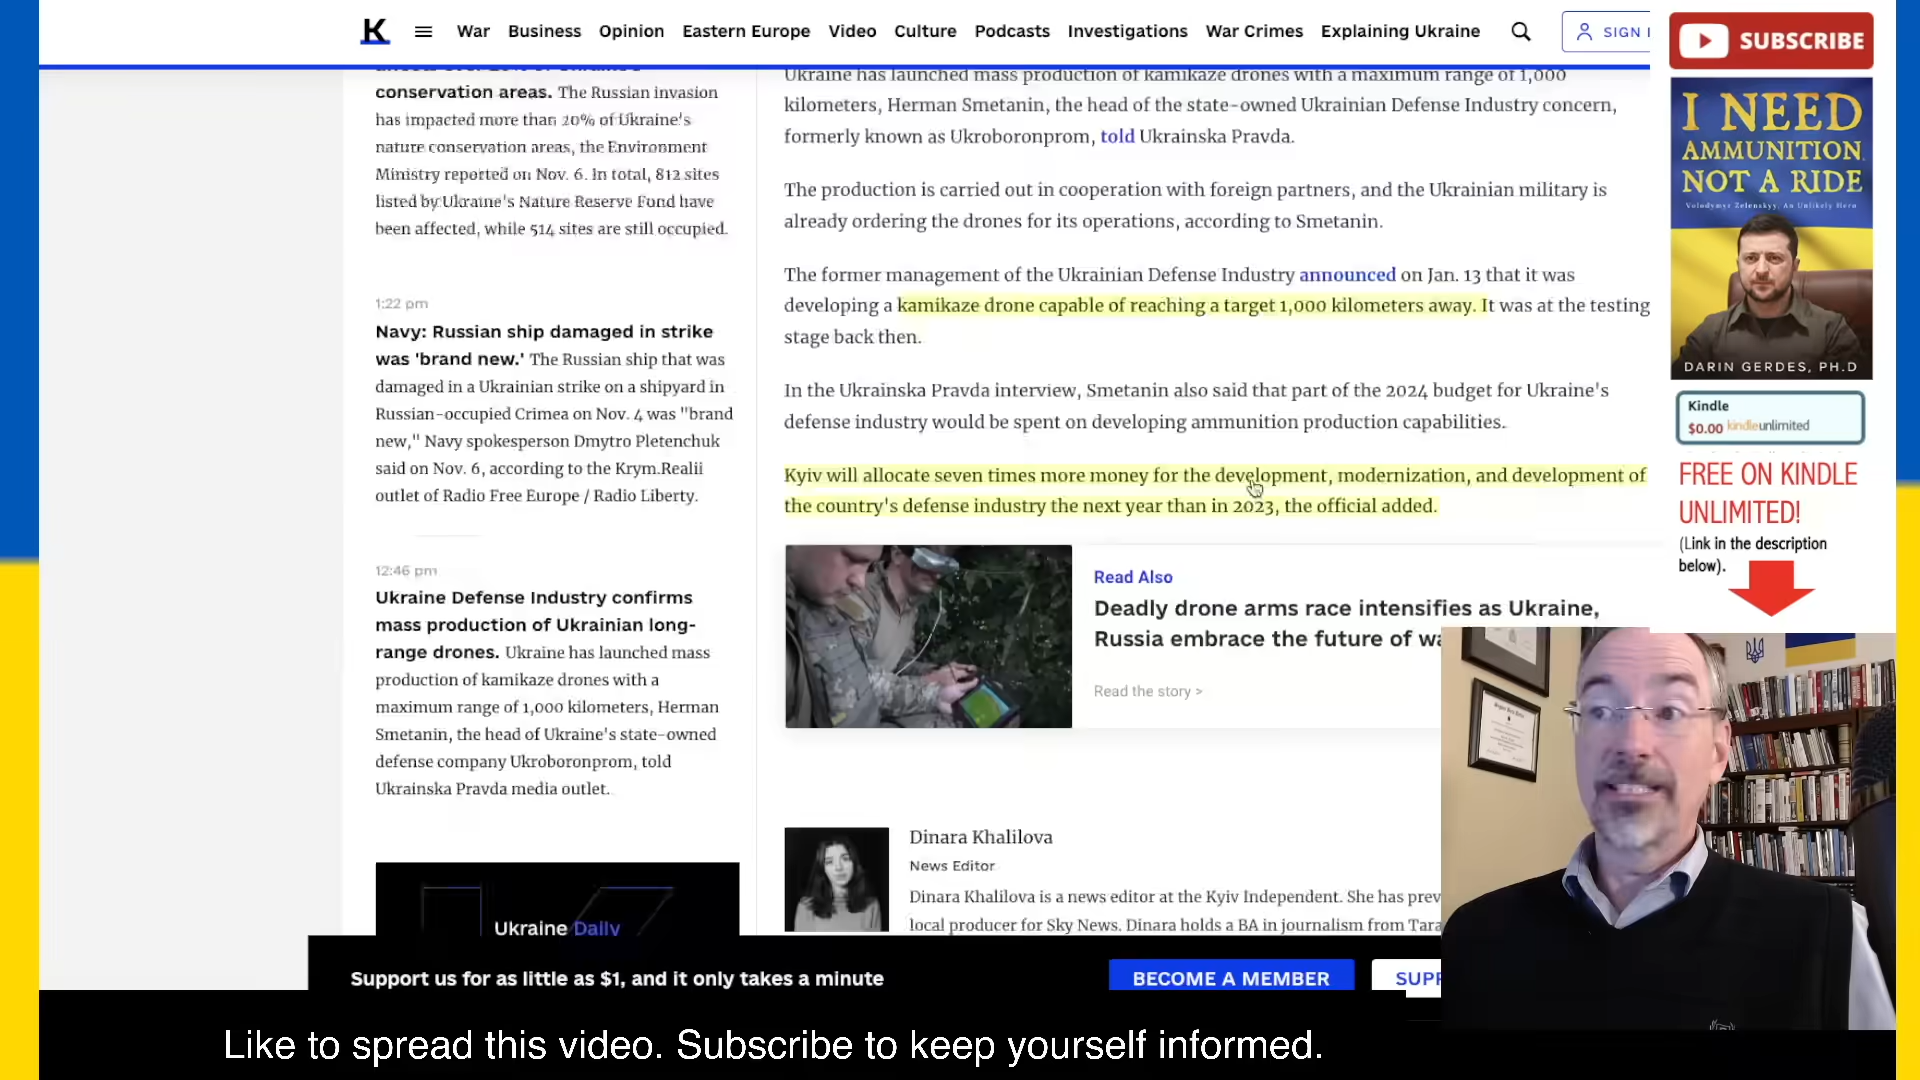 K
War Business Opinion Eastern Europe Video Culture Podcasts Investigations War Crimes Explaining Ukraine
SIGN
conservation areas. The Russian invasion
has impacted more than 20% of Ukraine's
nature conservation areas, the Environment
Ministry reported on Nov. 6. In total, 812 sites
listed by Ukraine's Nature Reserve Fund have
been affected, while 514 sites are still occupied.
1:22 pm
Navy: Russian ship damaged in strike
was 'brand new.' The Russian ship that was
damaged in a Ukrainian strike on a shipyard in
Russian-occupied Crimea on Nov. 4 was "brand
new," Navy spokesperson Dmytro Pletenchuk
said on Nov. 6, according to the Krym.Realii
outlet of Radio Free Europe / Radio Liberty.
12:46 pm
Ukraine Defense Industry confirms
mass production of Ukrainian long-
range drones. Ukraine has launched mass
production of kamikaze drones with a
maximum range of 1,000 kilometers, Herman
Smetanin, the head of Ukraine's state-owned
defense company Ukroboronprom, told
Ukrainska Pravda media outlet.
Ukraine Daily
Ukraine has launched mass production of kamikaze drones with a maximum range of 1,000
kilometers, Herman Smetanin, the head of the state-owned Ukrainian Defense Industry concern,
formerly known as Ukroboronprom, told Ukrainska Pravda.
The production is carried out in cooperation with foreign partners, and the Ukrainian military is
already ordering the drones for its operations, according to Smetanin.
The former management of the Ukrainian Defense Industry announced on Jan. 13 that it was
developing a kamikaze drone capable of reaching a target 1,000 kilometers away. It was at the testing
stage back then.
In the Ukrainska Pravda interview, Smetanin also said that part of the 2024 budget for Ukraine's
defense industry would be spent on developing ammunition production capabilities.
Kyiv will allocate seven times more money for the development, modernization, and development of
the country's defense industry the next year than in 2023, the official added.
Read Also
Deadly drone arms race intensifies as Ukraine,
Russia embrace the future of wa
Read the story >
Dinara Khalilova
News Editor
Dinara Khalilova is a news editor at the Kyiv Independent. She has prev
local producer for Sky News. Dinara holds a BA in journalism from Tara
Support us for as little as $1, and it only takes a minute
BECOME A MEMBER
SUPP
SUBSCRIBE
I NEED
AMMUNITION
NOT A RIDE
Volodymyr Zelenskyy, An Unlikely Hero
DARIN GERDES, PH.D
Kindle
$0.00 kindleunlimited
FREE ON KINDLE
UNLIMITED!
(Link in the description
below).
Like to spread this video. Subscribe to keep yourself informed.